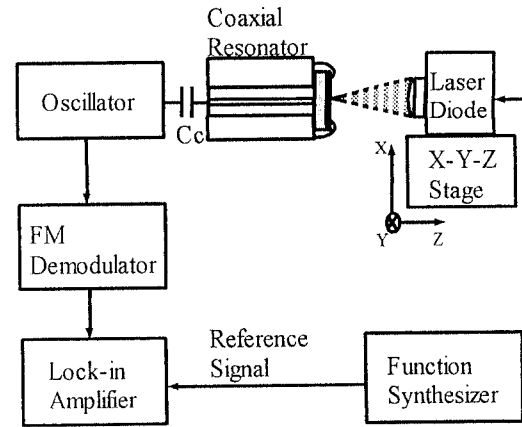 Coaxial
Resonator
Oscillator
Cc
Laser
Diode
X-Y-Z
Stage
X
Y
Z
FM
Demodulator
Lock-in
Amplifier
Reference
Signal
Function
Synthesizer